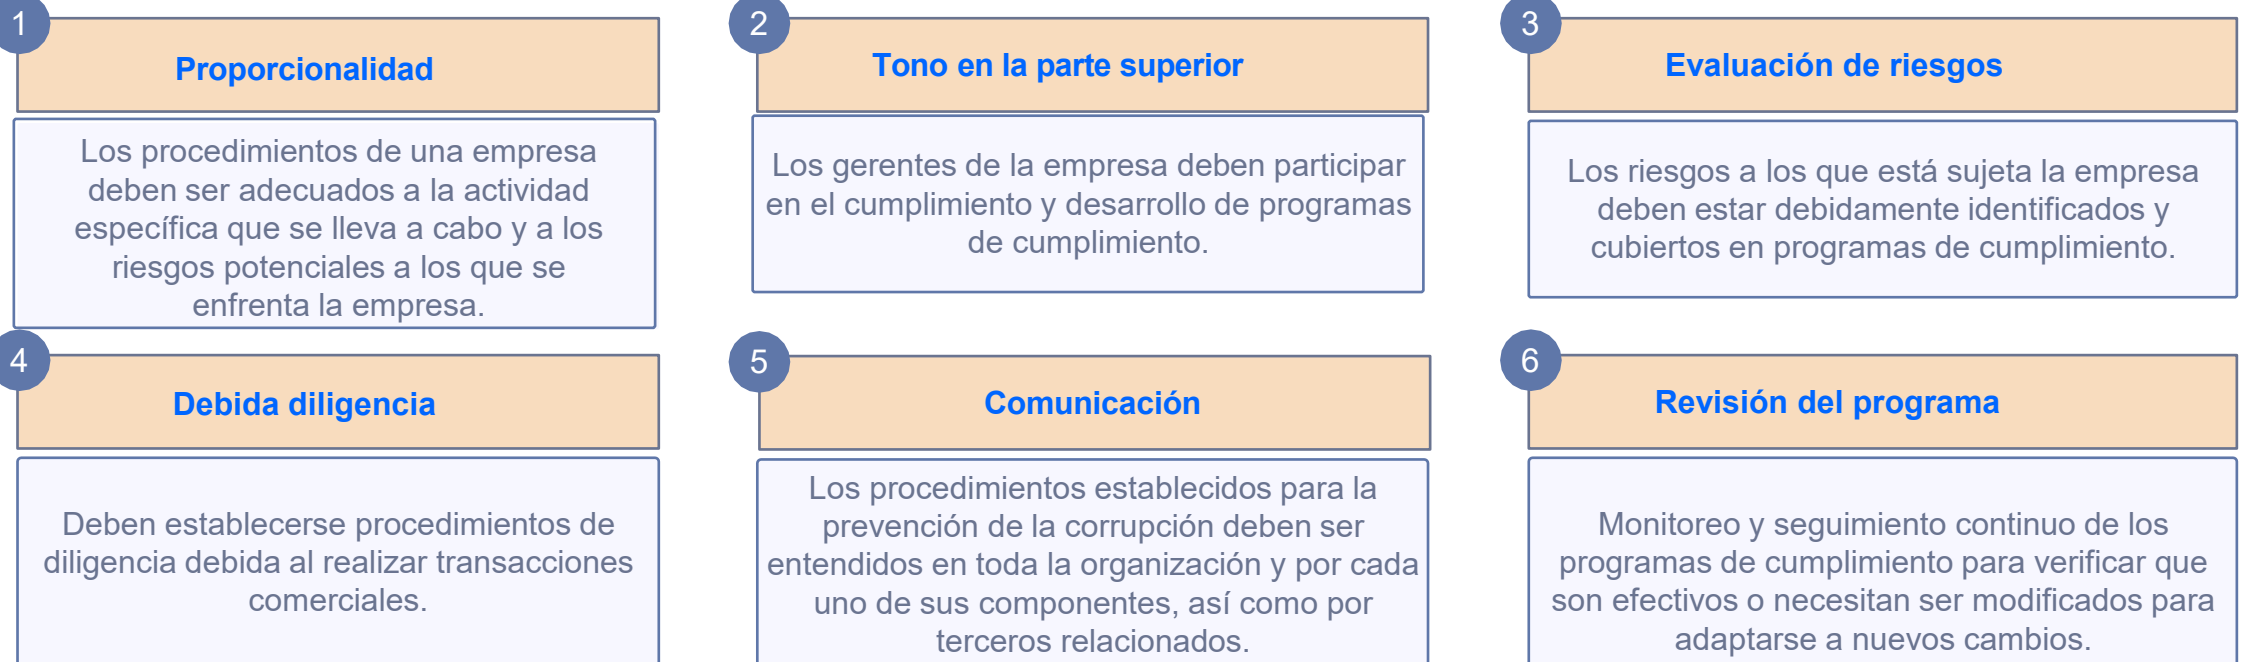 1
Proporcionalidad
Los procedimientos de una empresa
deben ser adecuados a la actividad
específica que se lleva a cabo y a los
riesgos potenciales a los que se
enfrenta la empresa.
2
Tono en la parte superior
Los gerentes de la empresa deben participar
en el cumplimiento y desarrollo de programas
de cumplimiento.
3
Evaluación de riesgos
Los riesgos a los que está sujeta la empresa
deben estar debidamente identificados y
cubiertos en programas de cumplimiento.
4
Debida diligencia
Deben establecerse procedimientos de
diligencia debida al realizar transacciones
comerciales.
5
Comunicación
Los procedimientos establecidos para la
prevención de la corrupción deben ser
entendidos en toda la organización y por cada
uno de sus componentes, así como por
terceros relacionados.
6
Revisión del programa
Monitoreo y seguimiento continuo de los
programas de cumplimiento para verificar que
son efectivos o necesitan ser modificados para
adaptarse a nuevos cambios.